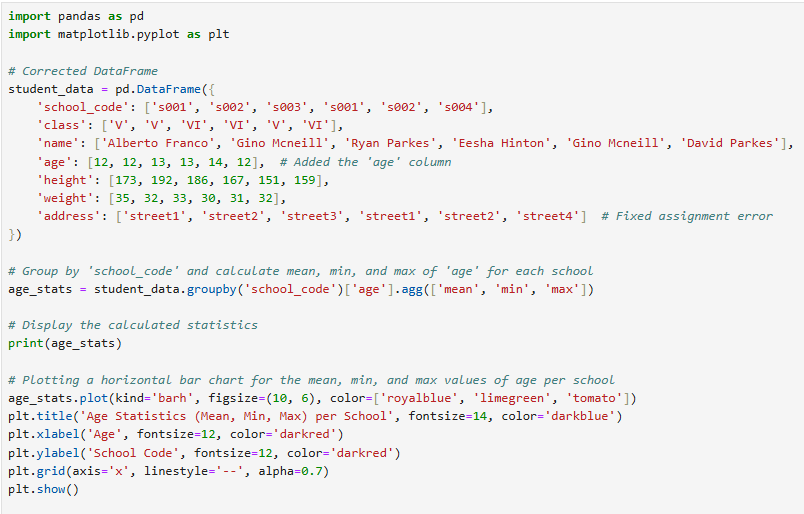 import pandas as pd
import matplotlib.pyplot as plt
# Corrected DataFrame
student_data = pd.DataFrame({
    'school_code': ['s001', 's002', 's003', 's001', 's002', 's004'],
    'class': ['V', 'V', 'VI', 'VI', 'V', 'VI'],
    'name': ['Alberto Franco', 'Gino Mcneill', 'Ryan Parkes', 'Eesha Hinton', 'Gino Mcneill', 'David Parkes'],
    'age': [12, 12, 13, 13, 14, 12],  # Added the 'age' column
    'height': [173, 192, 186, 167, 151, 159],
    'weight': [35, 32, 33, 30, 31, 32],
    'address': ['street1', 'street2', 'street3', 'street1', 'street2', 'street4']  # Fixed assignment error
})
# Group by 'school_code' and calculate mean, min, and max of 'age' for each school
age_stats = student_data.groupby('school_code')['age'].agg(['mean', 'min', 'max'])
# Display the calculated statistics
print(age_stats)
# Plotting a horizontal bar chart for the mean, min, and max values of age per school
age_stats.plot(kind='barh', figsize=(10, 6), color=['royalblue', 'limegreen', 'tomato'])
plt.title('Age Statistics (Mean, Min, Max) per School', fontsize=14, color='darkblue')
plt.xlabel('Age', fontsize=12, color='darkred')
plt.ylabel('School Code', fontsize=12, color='darkred')
plt.grid(axis='x', linestyle='--', alpha=0.7)
plt.show()